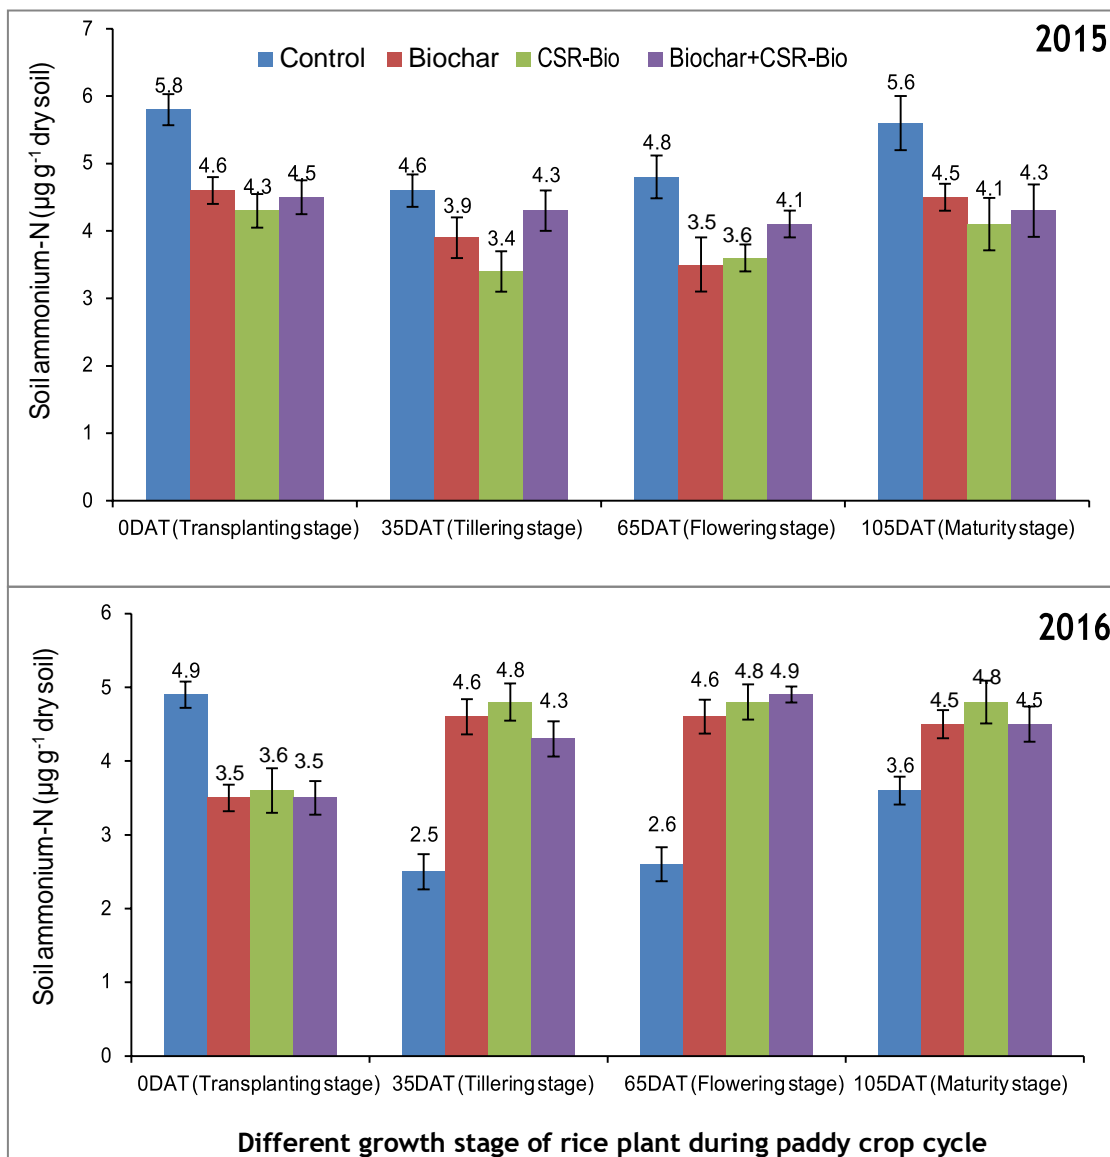 2015
Control Biochar CSR-Bio Biochar+CSR-Bio
Soil ammonium-N (µg g⁻¹ dry soil)
7
6
5
4
3
2
1
0
5.8 4.6 4.3 4.5
4.6 3.9 3.4 4.3
4.8 3.5 3.6 4.1
5.6 4.5 4.1 4.3
0DAT (Transplanting stage) 35DAT (Tillering stage) 65DAT (Flowering stage) 105DAT (Maturity stage)
2016
Soil ammonium-N (µg g⁻¹ dry soil)
6
5
4
3
2
1
0
4.9 3.5 3.6 3.5
2.5 4.6 4.8 4.3
2.6 4.6 4.8 4.9
3.6 4.5 4.8 4.5
0DAT (Transplanting stage) 35DAT (Tillering stage) 65DAT (Flowering stage) 105DAT (Maturity stage)
Different growth stage of rice plant during paddy crop cycle